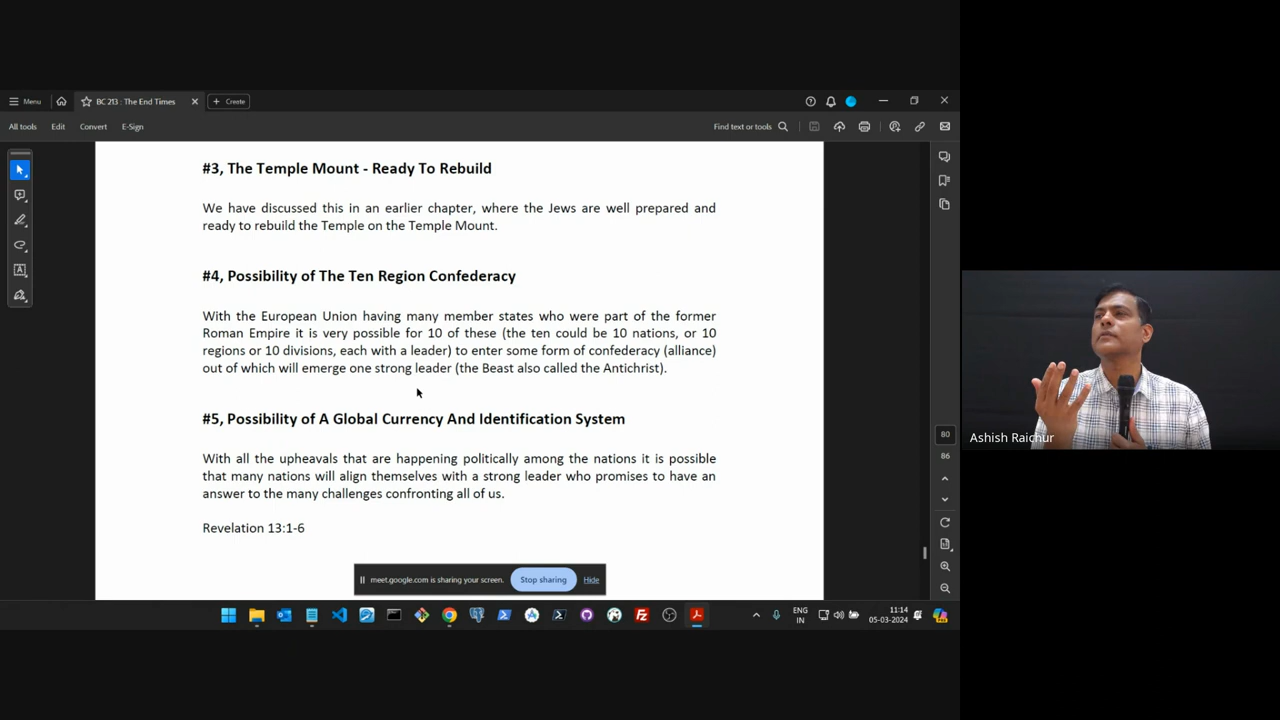 Menu
BC 213 : The End Times
Create
All tools
Edit
Convert
E-Sign
Find text or tools
#3, The Temple Mount - Ready To Rebuild
We have discussed this in an earlier chapter, where the Jews are well prepared and
ready to rebuild the Temple on the Temple Mount.
#4, Possibility of The Ten Region Confederacy
With the European Union having many member states who were part of the former
Roman Empire it is very possible for 10 of these (the ten could be 10 nations, or 10
regions or 10 divisions, each with a leader) to enter some form of confederacy (alliance)
out of which will emerge one strong leader (the Beast also called the Antichrist).
#5, Possibility of A Global Currency And Identification System
With all the upheavals that are happening politically among the nations it is possible
that many nations will align themselves with a strong leader who promises to have an
answer to the many challenges confronting all of us.
Revelation 13:1-6
80
86
Ashish Raichur
meet.google.com is sharing your screen.
Stop sharing
Hide
ENG
IN
11:14
05-03-2024